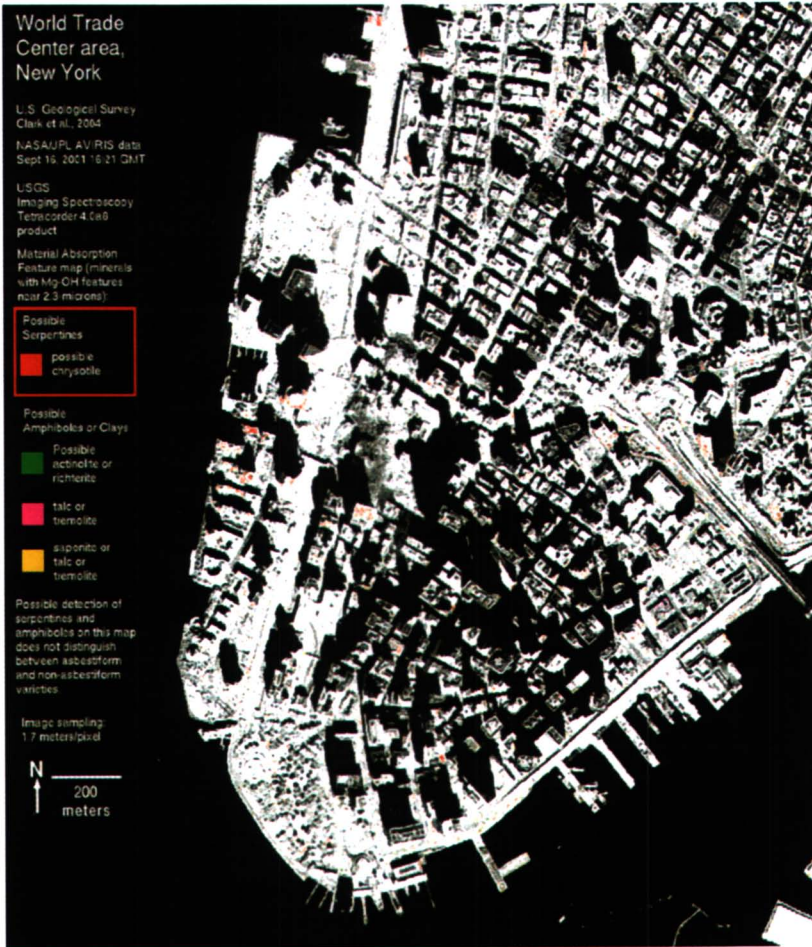 World Trade
Center area,
New York
U.S. Geological Survey
Clark et al., 2004
NASA/JPL AVIRIS data
Sept 16, 2001 16:21 GMT
USGS
Imaging Spectroscopy
Tetracorder
product
Material Absorption
Feature map (minerals
with Mg-OH features
near 2.3 microns):
Possible
Serpentines
possible
chrysotile
Possible
Amphiboles or Clays
Possible
actinolite or
richterite
talc or
tremolite
saponite or
talc or
tremolite
Possible detection of
serpentines and
amphiboles on this map
does not distinguish
between asbestiform
and non-asbestiform
varieties.
Image sampling:
1.7 meters/pixel
N
200
meters